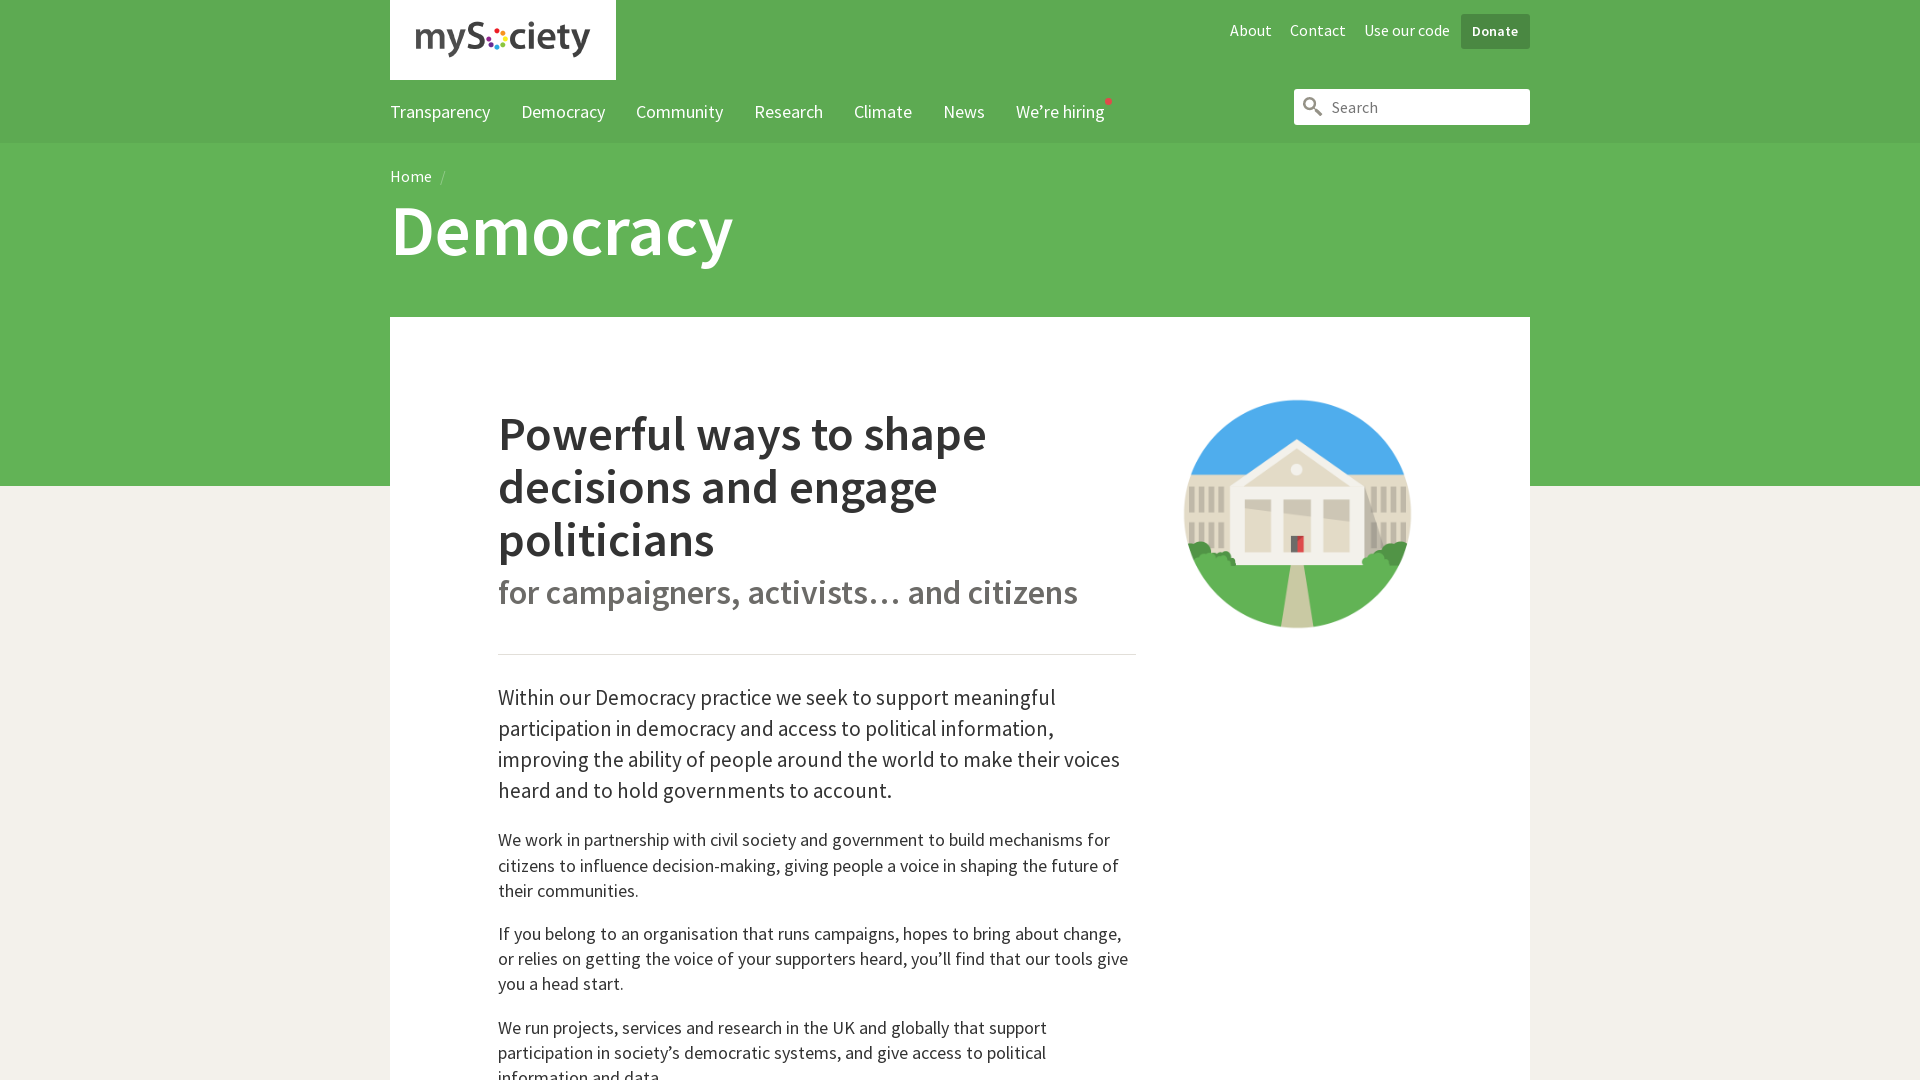 mySociety
About Contact Use our code Donate
Transparency Democracy Community Research Climate News We’re hiring
Search
Home /
Democracy
Powerful ways to shape
decisions and engage
politicians
for campaigners, activists… and citizens
Within our Democracy practice we seek to support meaningful
participation in democracy and access to political information,
improving the ability of people around the world to make their voices
heard and to hold governments to account.
We work in partnership with civil society and government to build mechanisms for
citizens to influence decision-making, giving people a voice in shaping the future of
their communities.
If you belong to an organisation that runs campaigns, hopes to bring about change,
or relies on getting the voice of your supporters heard, you’ll find that our tools give
you a head start.
We run projects, services and research in the UK and globally that support
participation in society’s democratic systems, and give access to political
information and data.